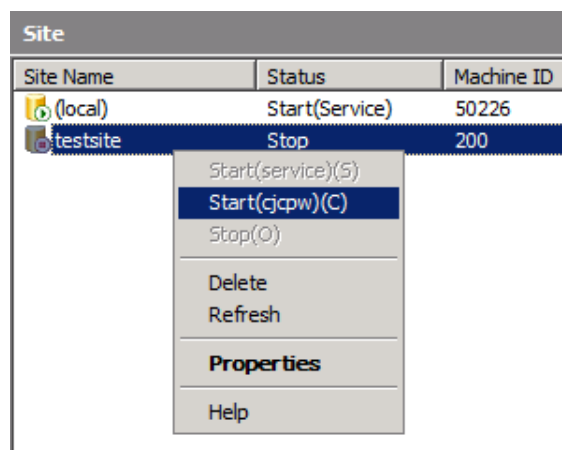 Site
Site Name Status Machine ID
(local) Start(Service) 50226
testsite Stop 200
Start(service)(S)
Start(cjcpw)(C)
Stop(O)
Delete
Refresh
Properties
Help